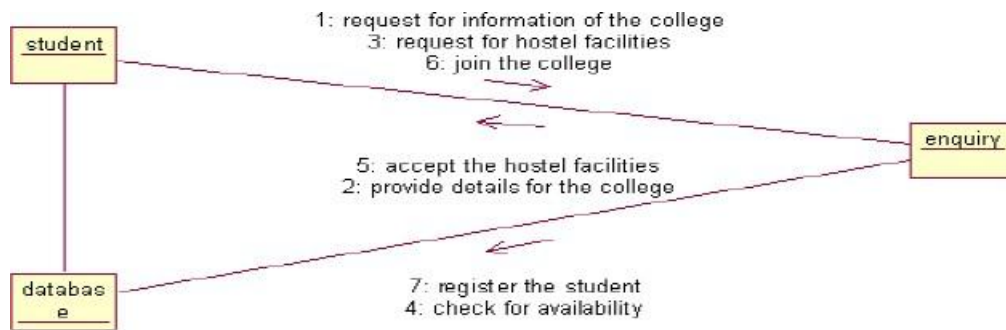 1: request for information of the college
3: request for hostel facilities
6: join the college
student
enquiry
5: accept the hostel facilities
2: provide details for the college
databas
e
7: register the student
4: check for availability